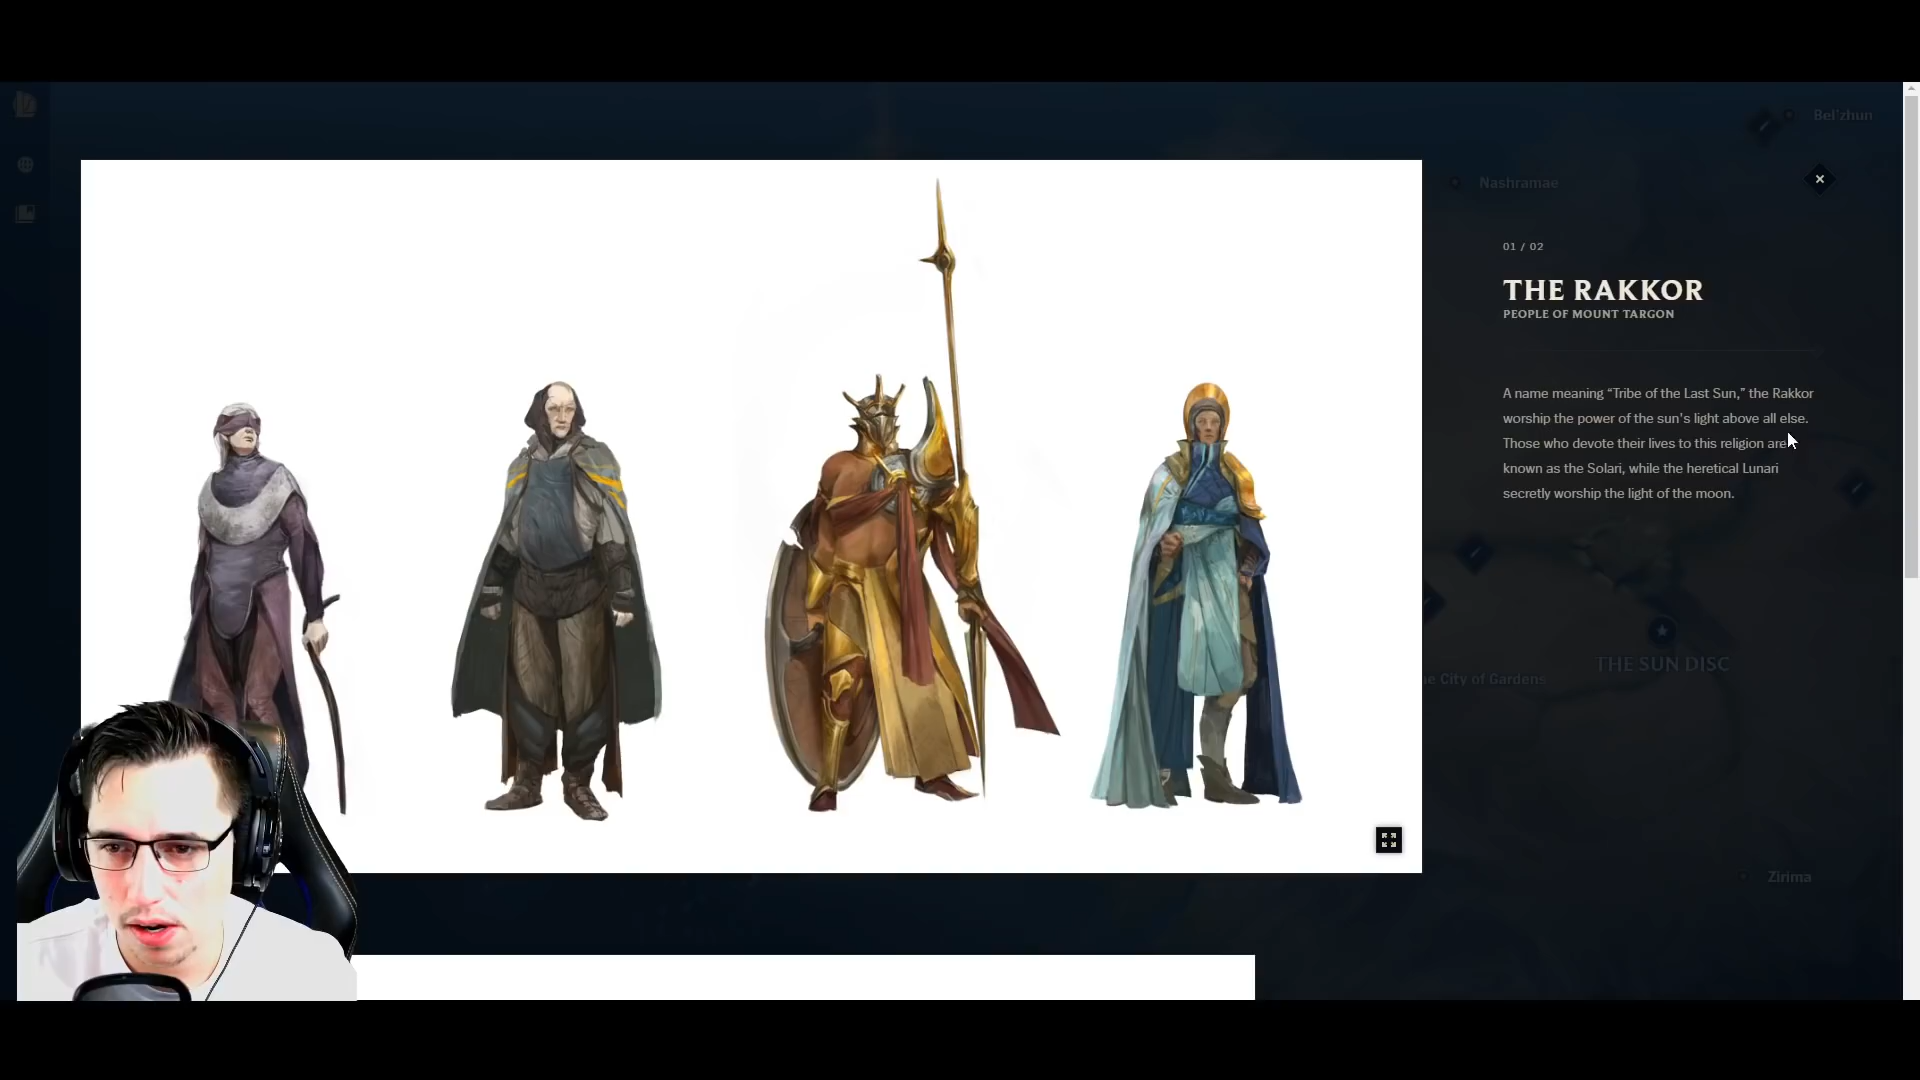 Bel'zhun
Nashramae
01 / 02
THE RAKKOR
PEOPLE OF MOUNT TARGON
A name meaning “Tribe of the Last Sun,” the Rakkor
worship the power of the sun's light above all else.
Those who devote their lives to this religion are
known as the Solari, while the heretical Lunari
secretly worship the light of the moon.
THE SUN DISC
e City of Gardens
Zirima